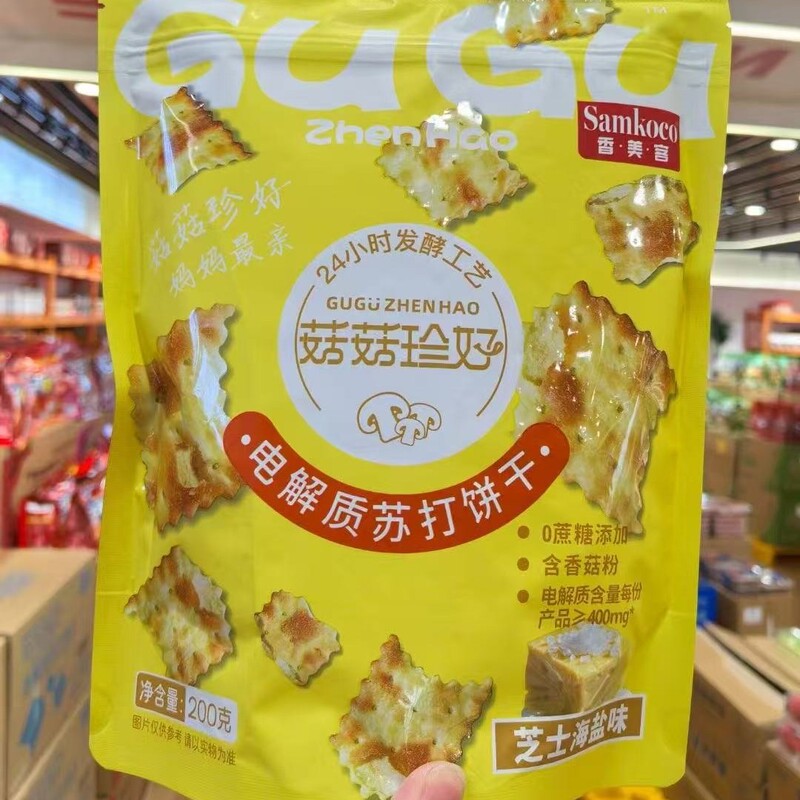 GUGU
ZhenHao
Samkoco
香·美·客
菇菇珍好
妈妈最亲
24小时发酵工艺
GUGU ZHENHAO
菇菇珍好
·电解质苏打饼干·
● 0蔗糖添加
● 含香菇粉
● 电解质含量每份
产品≥400mg*
净含量:200克
图片仅供参考 请以实物为准
芝士海盐味